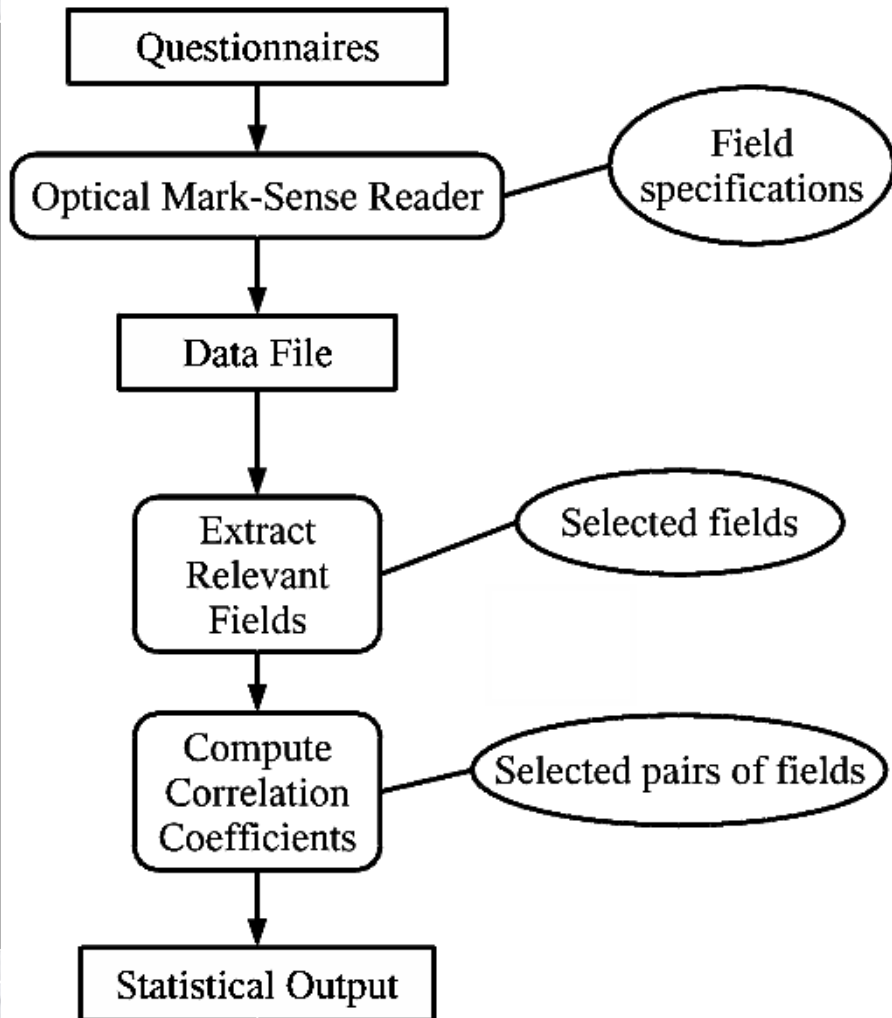 Questionnaires
Optical Mark-Sense Reader
Field
specifications
Data File
Extract
Relevant
Fields
Selected fields
Compute
Correlation
Coefficients
Selected pairs of fields
Statistical Output